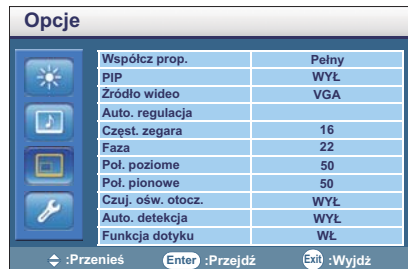 Opcje
Współcz prop. Pełny
PIP WYŁ
Źródło wideo VGA
Auto. regulacja
Częst. zegara 16
Faza 22
Poł. poziome 50
Poł. pionowe 50
Czuj. ośw. otocz. WYŁ
Auto. detekcja WYŁ
Funkcja dotyku WŁ
:Przenieś Enter :Przejdź Exit :Wyjdź